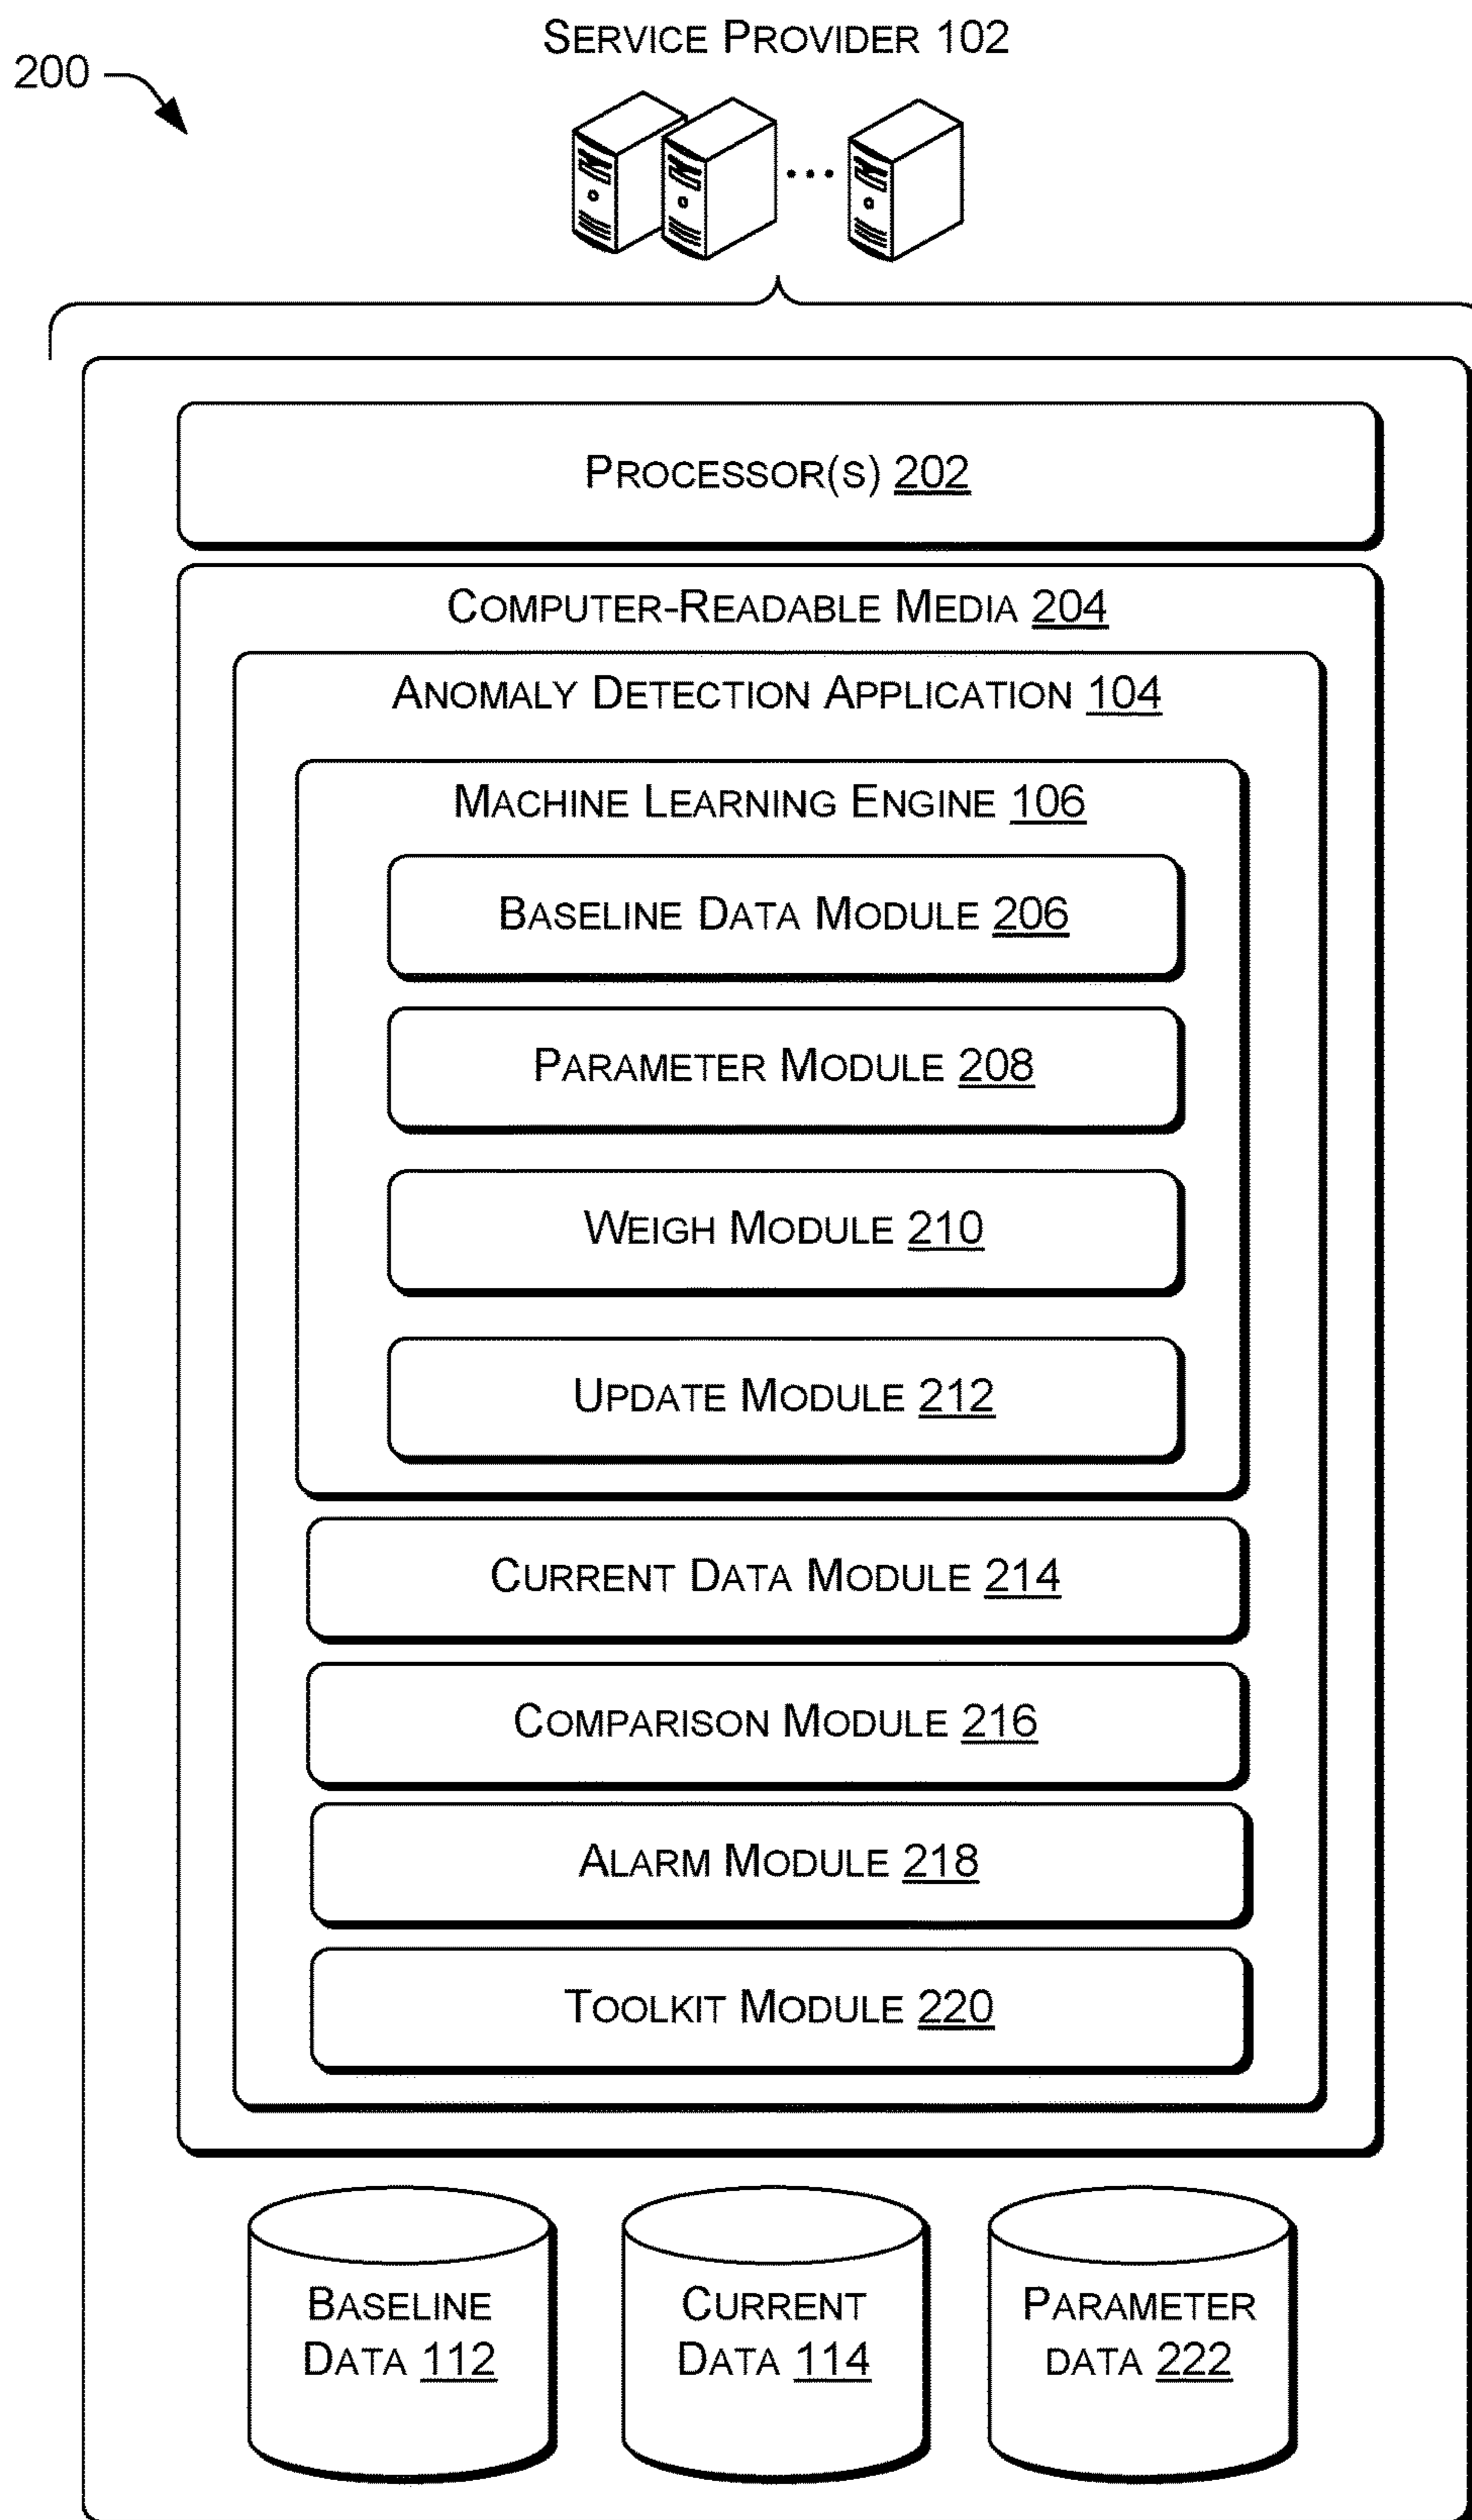 SERVICE PROVIDER 102
200
PROCESSOR(S) 202
COMPUTER-READABLE MEDIA 204
ANOMALY DETECTION APPLICATION 104
MACHINE LEARNING ENGINE 106
BASELINE DATA MODULE 206
PARAMETER MODULE 208
WEIGH MODULE 210
UPDATE MODULE 212
CURRENT DATA MODULE 214
COMPARISON MODULE 216
ALARM MODULE 218
TOOLKIT MODULE 220
BASELINE
DATA 112
CURRENT
DATA 114
PARAMETER
DATA 222